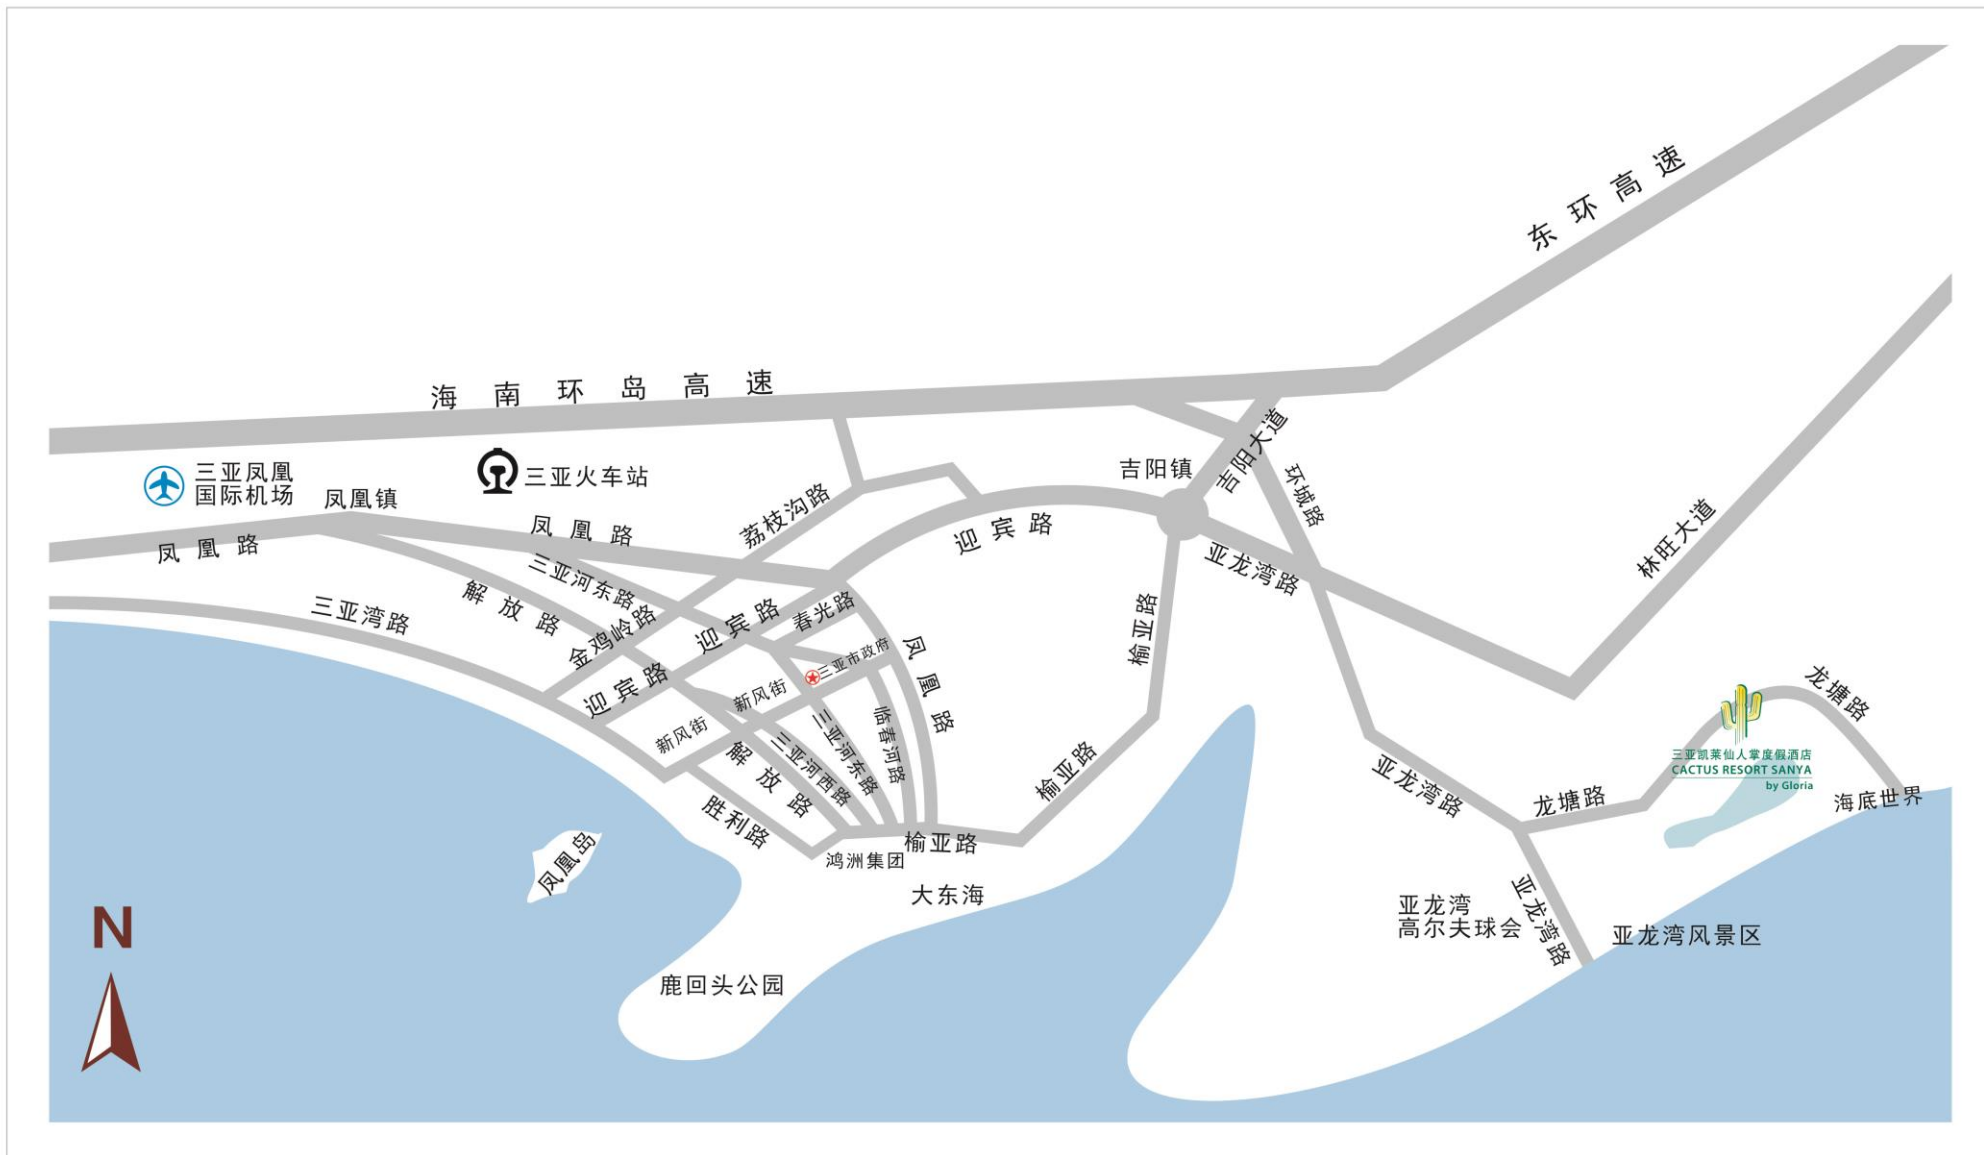 东环高速
海南环岛高速
三亚凤凰
国际机场
凤凰镇
三亚火车站
吉阳镇
吉阳大道
环城路
荔枝沟路
凤凰路
凤凰路
迎宾路
亚龙湾路
林旺大道
三亚河东路
解放路
三亚湾路
金鸡岭路
迎宾路
春光路
榆亚路
三亚市政府
凤凰路
迎宾路
新风街
新风街
龙塘路
三亚凯莱仙人掌度假酒店
CACTUS RESORT SANYA
by Gloria
临春河路
三亚河东路
三亚河西路
解放路
榆亚路
亚龙湾路
龙塘路
海底世界
胜利路
榆亚路
鸿洲集团
凤凰岛
大东海
亚龙湾
高尔夫球会
亚龙湾路
亚龙湾风景区
N
鹿回头公园